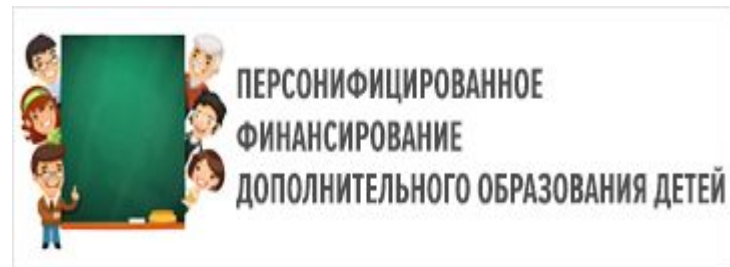 ПЕРСОНИФИЦИРОВАННОЕ
ФИНАНСИРОВАНИЕ
ДОПОЛНИТЕЛЬНОГО ОБРАЗОВАНИЯ ДЕТЕЙ